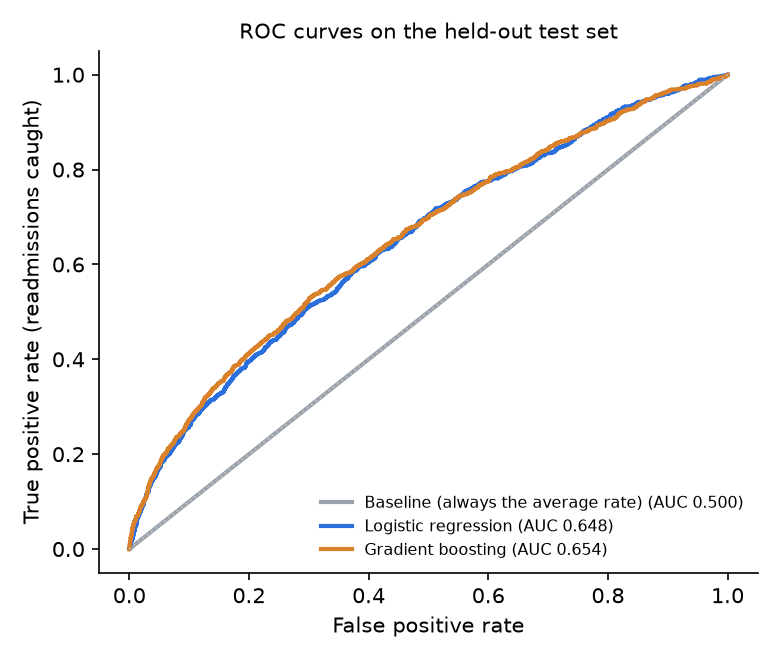 ROC curves on the held-out test set
True positive rate (readmissions caught)
1.0
0.8
0.6
0.4
0.2
0.0
Baseline (always the average rate) (AUC 0.500)
Logistic regression (AUC 0.648)
Gradient boosting (AUC 0.654)
0.0 0.2 0.4 0.6 0.8 1.0
False positive rate